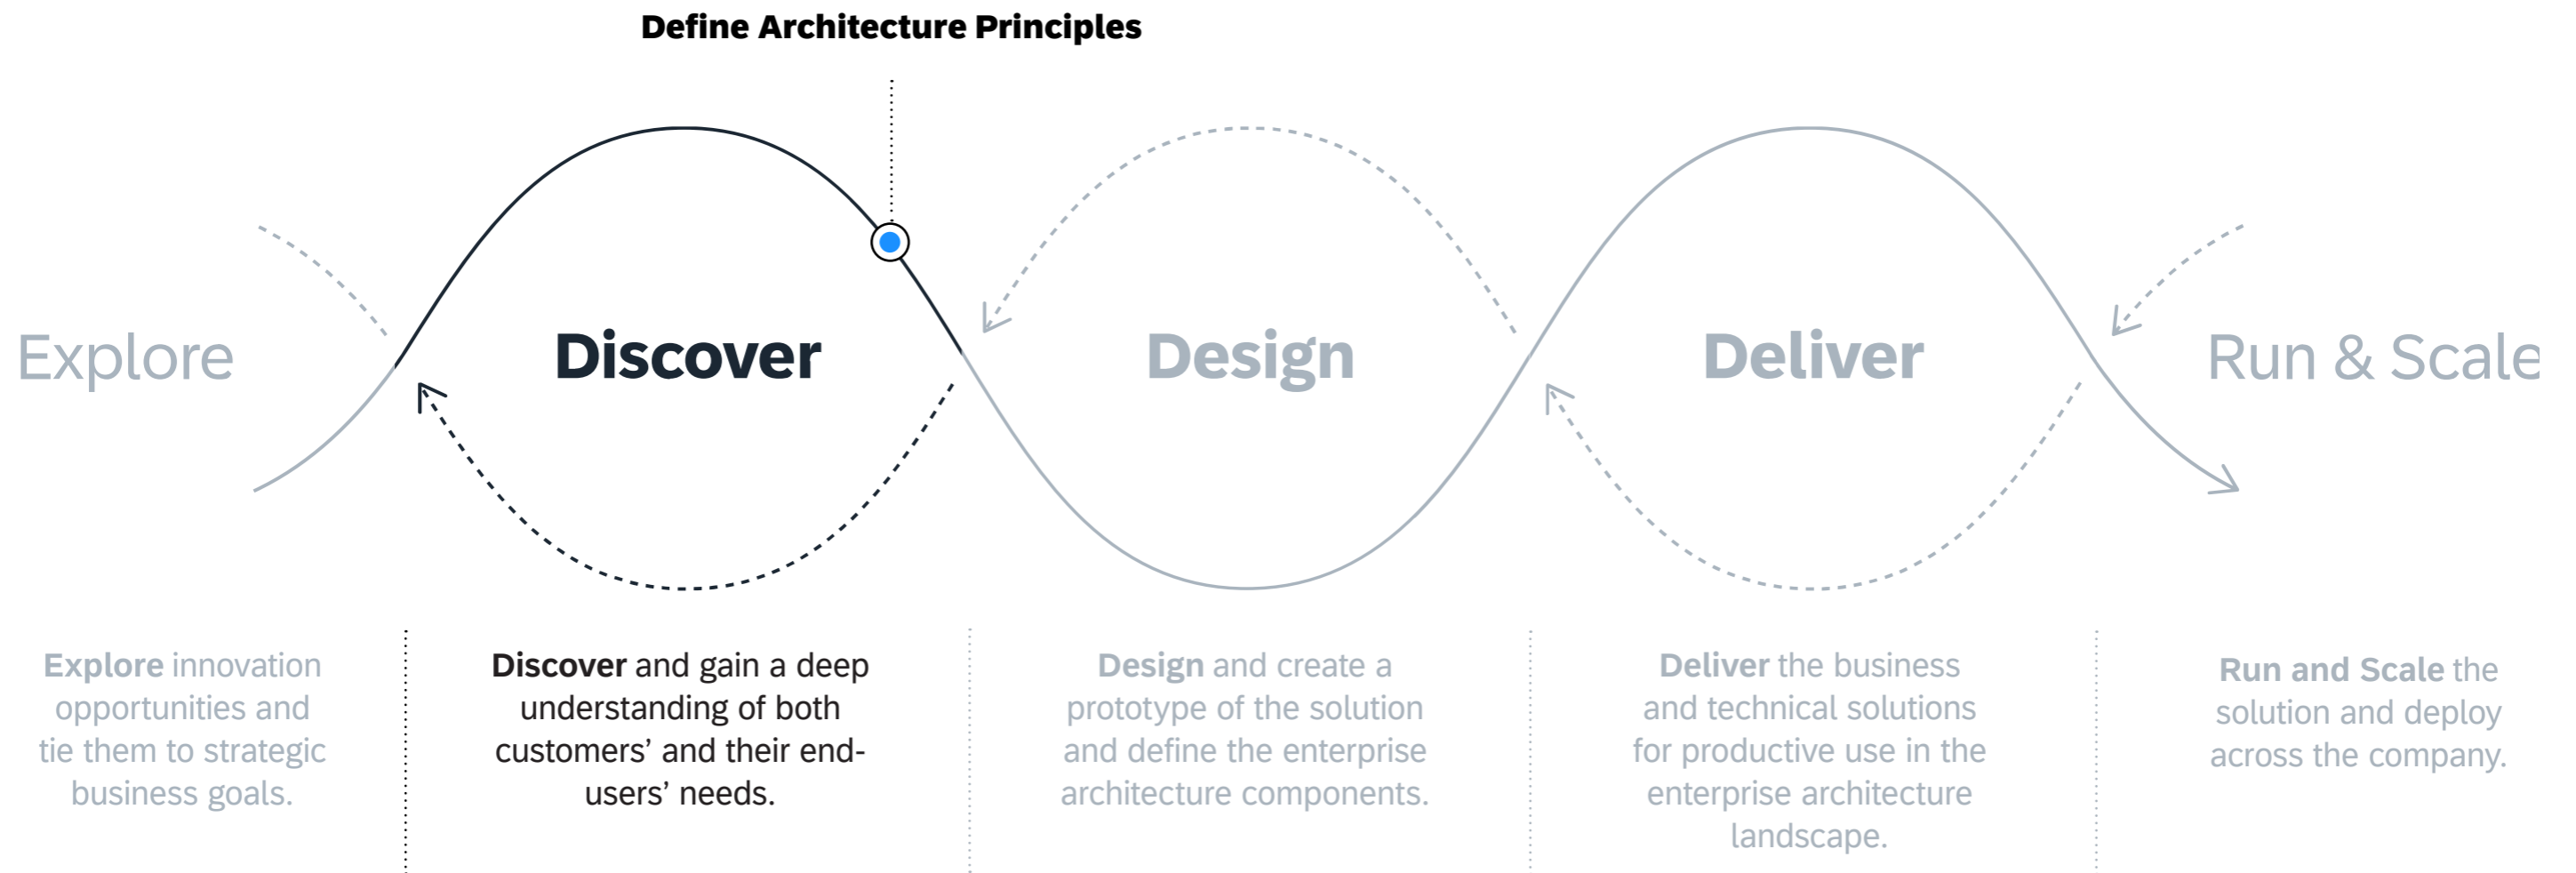 Define Architecture Principles
Explore
Discover
Design
Deliver
Run & Scale
Explore innovation
opportunities and
tie them to strategic
business goals.
Discover and gain a deep
understanding of both
customers’ and their end-
users’ needs.
Design and create a
prototype of the solution
and define the enterprise
architecture components.
Deliver the business
and technical solutions
for productive use in the
enterprise architecture
landscape.
Run and Scale the
solution and deploy
across the company.